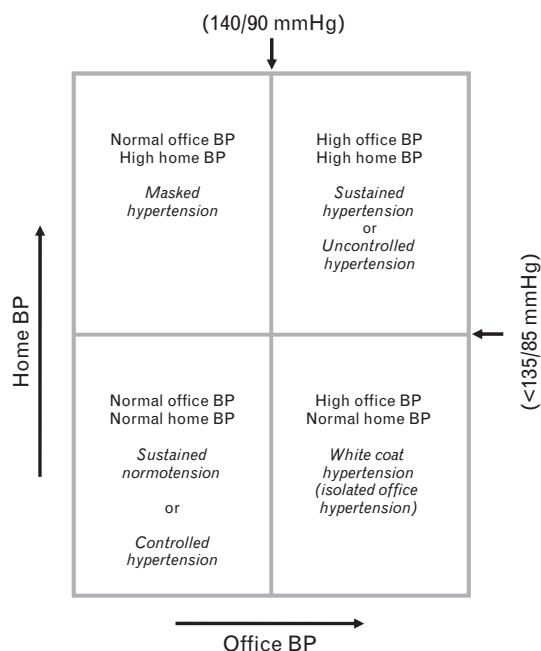 (140/90 mmHg)
Normal office BP
High home BP
Masked
hypertension
High office BP
High home BP
Sustained
hypertension
or
Uncontrolled
hypertension
Home BP
(<135/85 mmHg)
Normal office BP
Normal home BP
Sustained
normotension
or
Controlled
hypertension
High office BP
Normal home BP
White coat
hypertension
(isolated office
hypertension)
Office BP